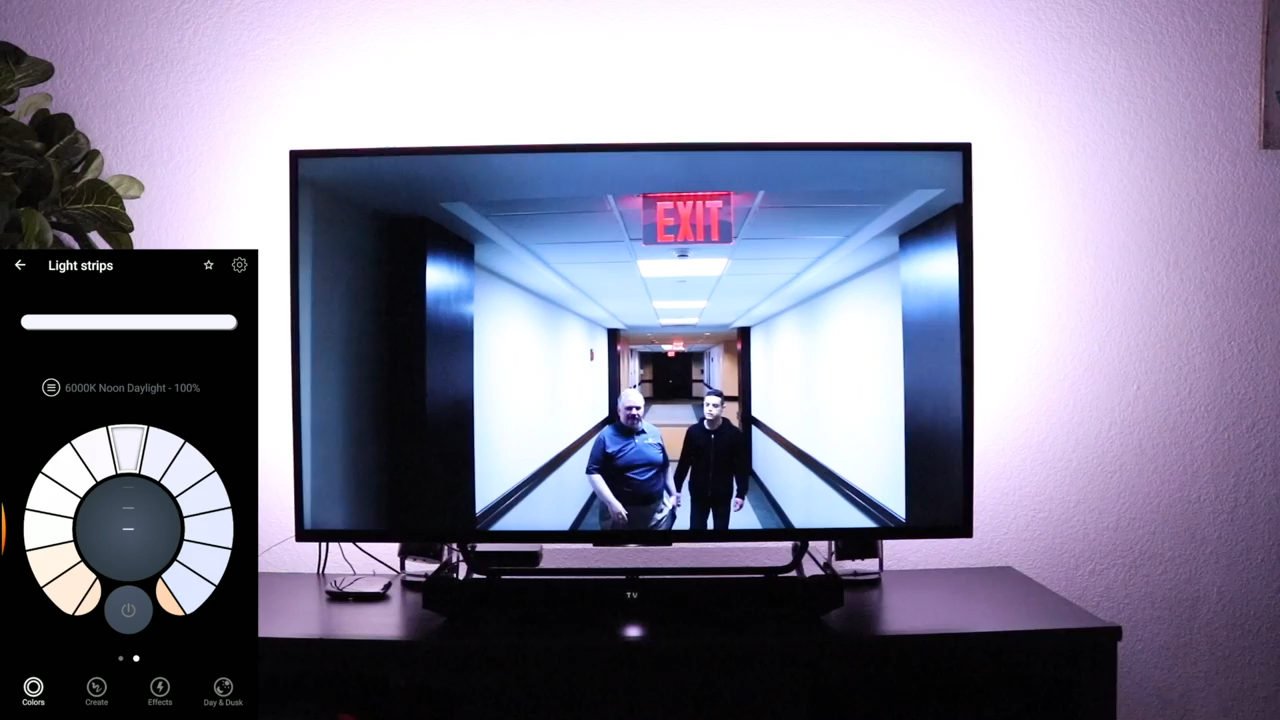 EXIT
Light strips
6000K Noon Daylight - 100%
TV
Colors
Create
Effects
Day & Dusk